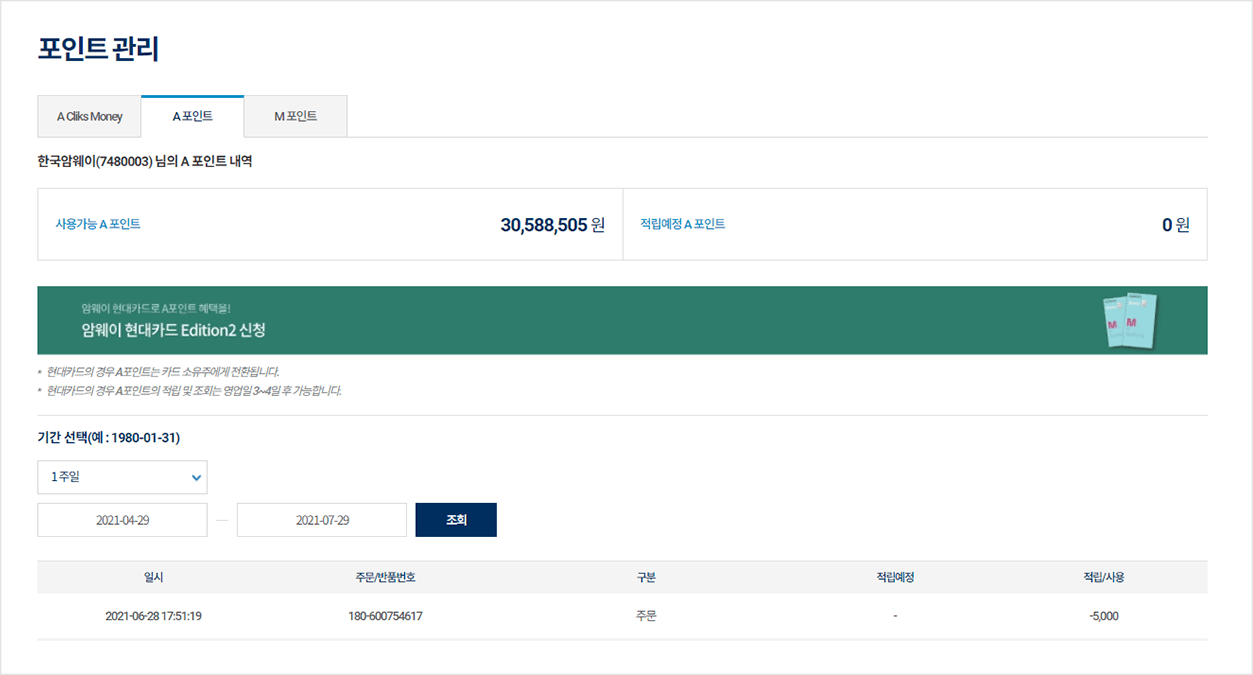 포인트 관리
A Cliks Money
A 포인트
M 포인트
한국암웨이(7480003) 님의 A 포인트 내역
사용가능 A 포인트
30,588,505 원
적립예정 A 포인트
0 원
암웨이 현대카드로 A포인트 혜택을!
암웨이 현대카드 Edition2 신청
M
M
* 현대카드의 경우 A포인트는 카드 소유주에게 전환됩니다.
* 현대카드의 경우 A포인트의 적립 및 조회는 영업일 3~4일 후 가능합니다.
기간 선택(예 : 1980-01-31)
1 주일
2021-04-29 — 2021-07-29 조회
일시 주문/반품번호 구분 적립예정 적립/사용
2021-06-28 17:51:19 180-600754617 주문 - -5,000